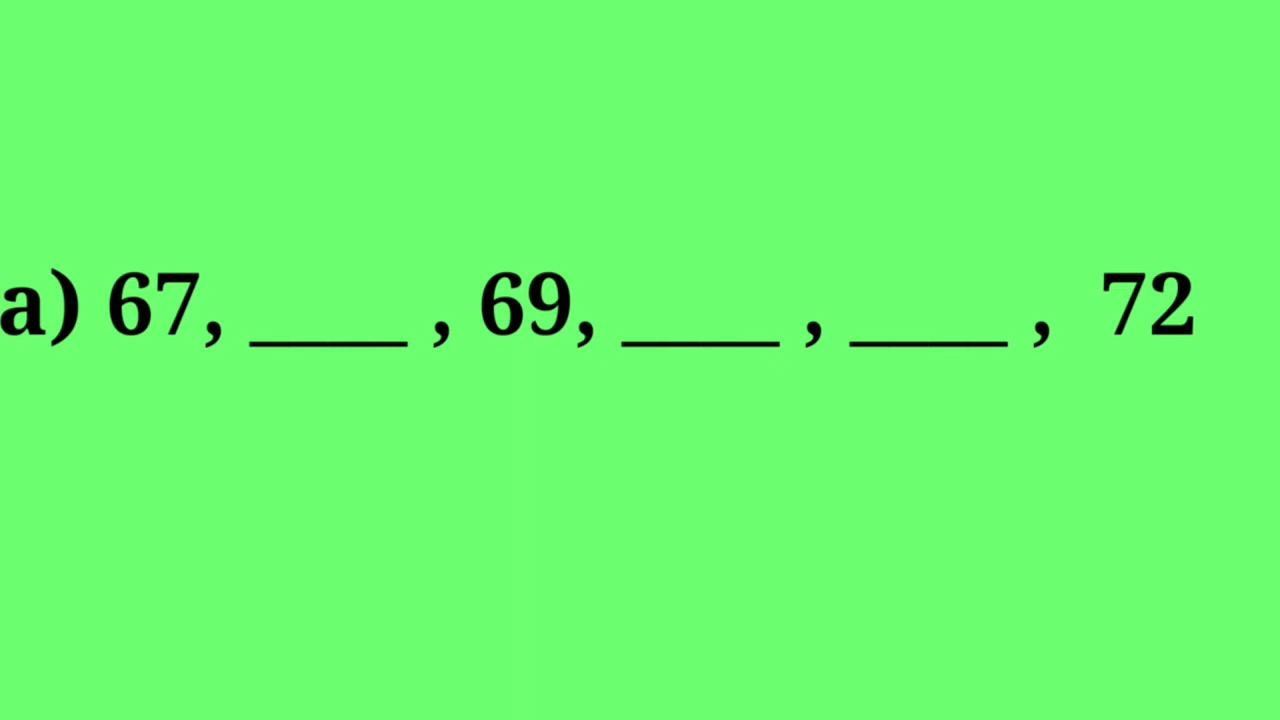 a) 67, ____ , 69, ____ , ____ , 72